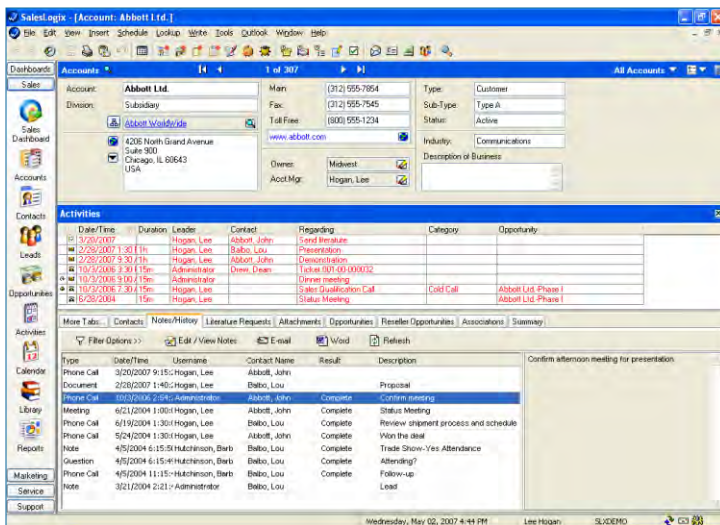 SalesLogix - [Account: Abbott Ltd.]
File Edit View Insert Schedule Lookup Write Tools Outlook Window Help
Dashboards
Sales
Sales Dashboard
Accounts
Contacts
Leads
Opportunities
Activities
Calendar
Library
Reports
Marketing
Service
Support
Accounts 1 of 307 All Accounts
Account: Abbott Ltd. Main (312) 555-7854 Type: Customer
Division: Subsidiary Fax: (312) 555-7545 Sub-Type: Type A
Abbott WorldWide Toll Free (800) 555-1234 Status: Active
4206 North Grand Avenue www.abbott.com Industry: Communications
Suite 900
Chicago, IL 60643 Owner: Midwest Description of Business
USA Acct Mgr: Hogan, Lee
Activities
Date/Time Duration Leader Contact Regarding Category Opportunity
3/20/2007 Hogan, Lee Abbott, John Send literature
2/28/2007 1:30 1h Hogan, Lee Balbo, Lou Presentation
2/28/2007 9:30 1h Hogan, Lee Abbott, John Demonstration
10/3/2006 3:30 15m Administrator Drew, Dean Ticket 001-00-000032
10/3/2006 9:00 15m Administrator Dinner meeting
10/3/2006 7:30 15m Hogan, Lee Sales Qualification Call Cold Call Abbott Ltd-Phase I
6/28/2004 15m Hogan, Lee Status Meeting Abbott Ltd-Phase I
More Tabs... Contacts Notes/History Literature Requests Attachments Opportunities Reseller Opportunities Associations Summary
Filter Options >> Edit / View Notes E-mail Word Refresh
Type Date/Time Username Contact Name Result Description
Phone Call 3/20/2007 9:15: Hogan, Lee Abbott, John
Document 2/28/2007 1:40: Hogan, Lee Balbo, Lou Proposal
Phone Call 10/3/2006 2:54: Administrator Abbott, John Complete Confirm meeting
Meeting 6/21/2004 1:00: Hogan, Lee Balbo, Lou Complete Status Meeting
Phone Call 6/19/2004 1:30: Hogan, Lee Balbo, Lou Complete Review shipment process and schedule
Phone Call 5/24/2004 1:30: Hogan, Lee Abbott, John Complete Won the deal
Note 4/5/2004 6:15:5 Hutchinson, Barb Balbo, Lou Complete Trade Show-Yes Attendance
Question 4/5/2004 6:15:4 Hutchinson, Barb Balbo, Lou Complete Attending?
Phone Call 4/5/2004 11:15: Hutchinson, Barb Balbo, Lou Complete Follow-up
Note 3/21/2004 2:21: Administrator Balbo, Lou Complete Lead
Confirm afternoon meeting for presentation
Wednesday, May 02, 2007 4:44 PM Lee Hogan SLXDEMO